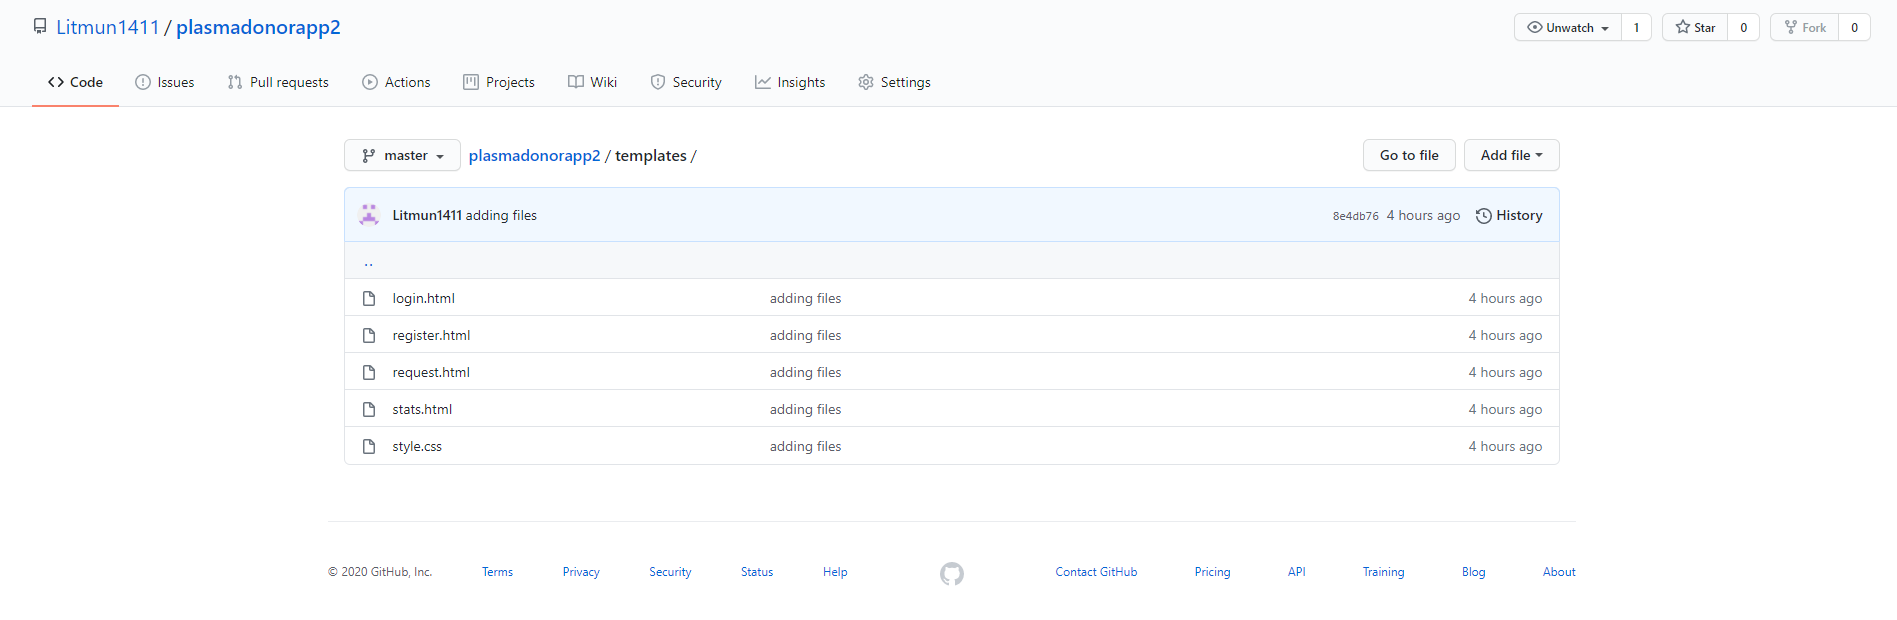 Litmun1411 / plasmadonorapp2
Unwatch 1 Star 0 Fork 0
Code Issues Pull requests Actions Projects Wiki Security Insights Settings
master plasmadonorapp2 / templates / Go to file Add file
Litmun1411 adding files 8e4db76 4 hours ago History
..
login.html adding files 4 hours ago
register.html adding files 4 hours ago
request.html adding files 4 hours ago
stats.html adding files 4 hours ago
style.css adding files 4 hours ago
© 2020 GitHub, Inc. Terms Privacy Security Status Help Contact GitHub Pricing API Training Blog About